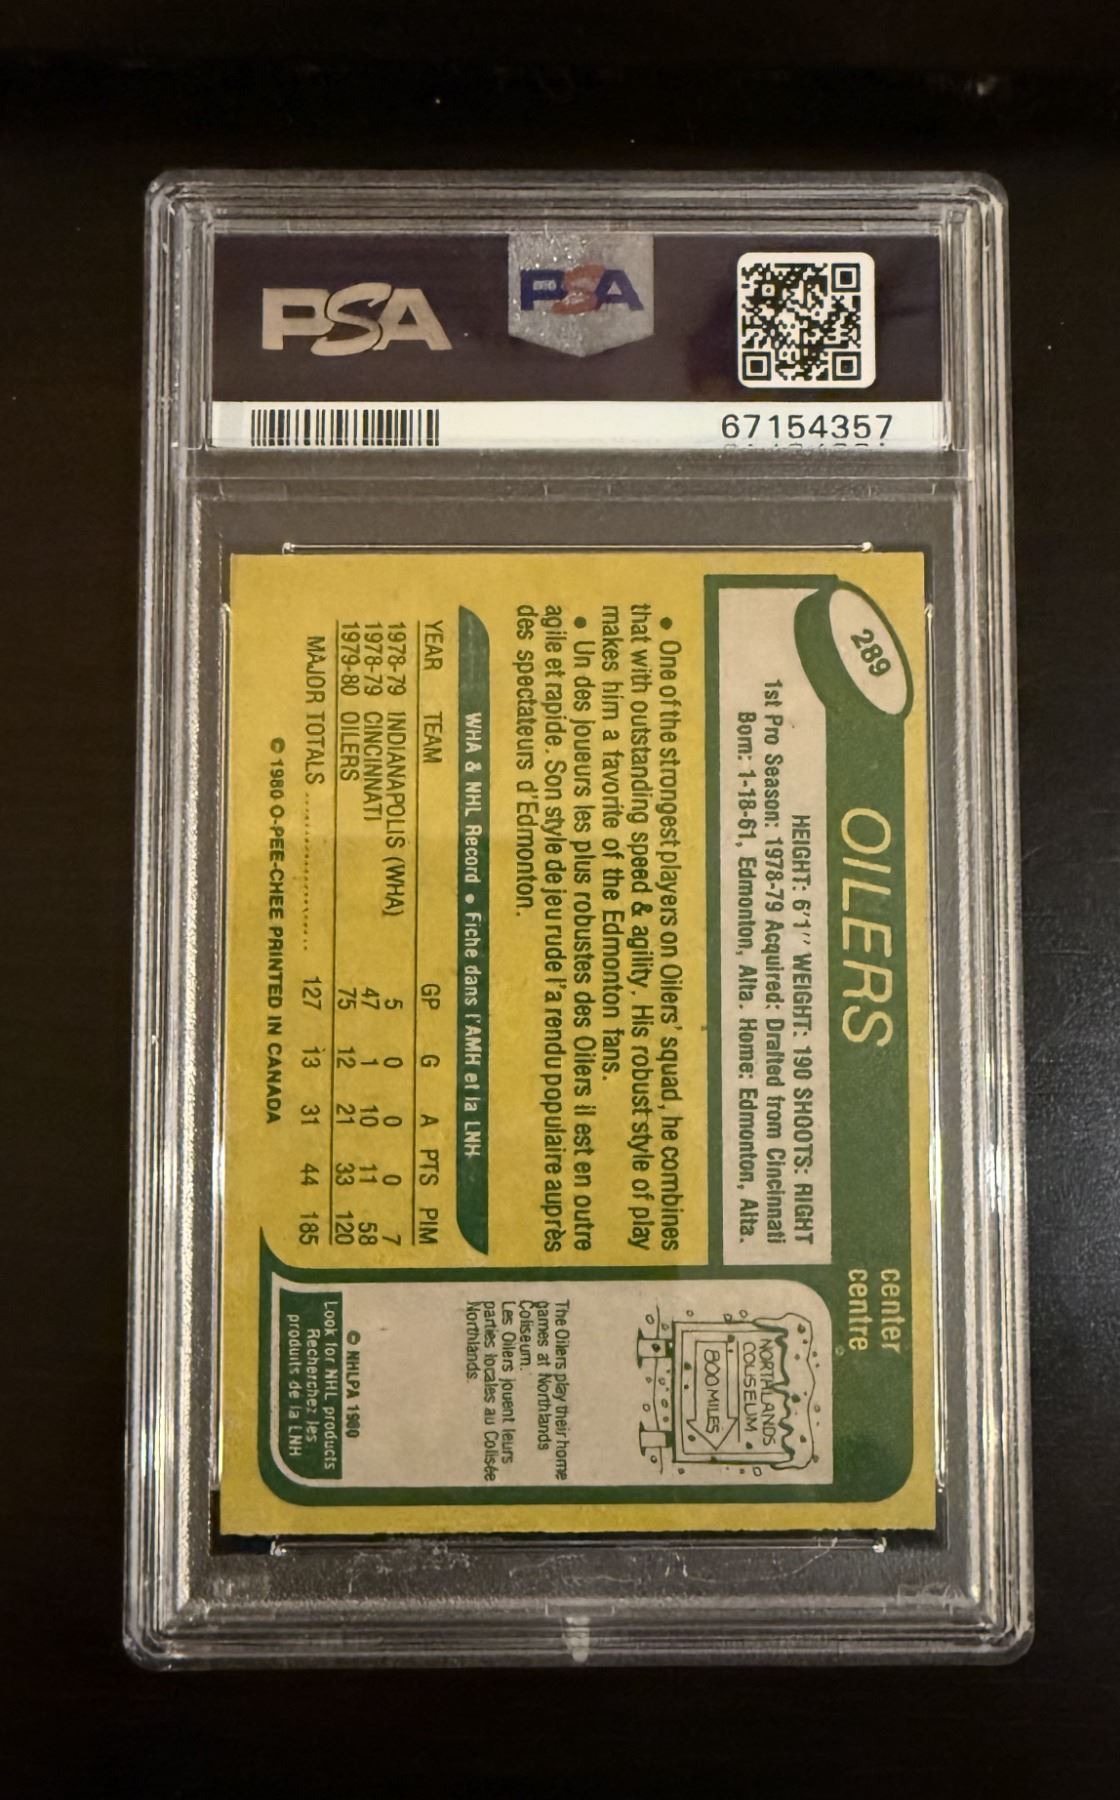 PSA
PSA
67154357
289
OILERS
center
centre
HEIGHT: 6'1" WEIGHT: 190 SHOOTS: RIGHT
1st Pro Season: 1978-79 Acquired: Drafted from Cincinnati
Born: 1-18-61, Edmonton, Alta. Home: Edmonton, Alta.
• One of the strongest players on Oilers' squad, he combines
that with outstanding speed & agility. His robust style of play
makes him a favorite of the Edmonton fans.
• Un des joueurs les plus robustes des Oilers il est en outre
agile et rapide. Son style de jeu rude l'a rendu populaire auprès
des spectateurs d'Edmonton.
WHA & NHL Record • Fiche dans l'AMH et la LNH
YEAR TEAM GP G A PTS PIM
1978-79 INDIANAPOLIS (WHA) 5 0 0 0 7
1978-79 CINCINNATI 47 1 10 11 58
1979-80 OILERS 75 12 21 33 120
MAJOR TOTALS ................ 127 13 31 44 185
© 1980 O-PEE-CHEE PRINTED IN CANADA
NORTHLANDS
COLISEUM
800 MILES
The Oilers play their home
games at Northlands
Coliseum.
Les Oilers jouent leurs
parties locales au Colisée
Northlands.
© NHLPA 1980
Look for NHL products
Recherchez les
produits de la LNH